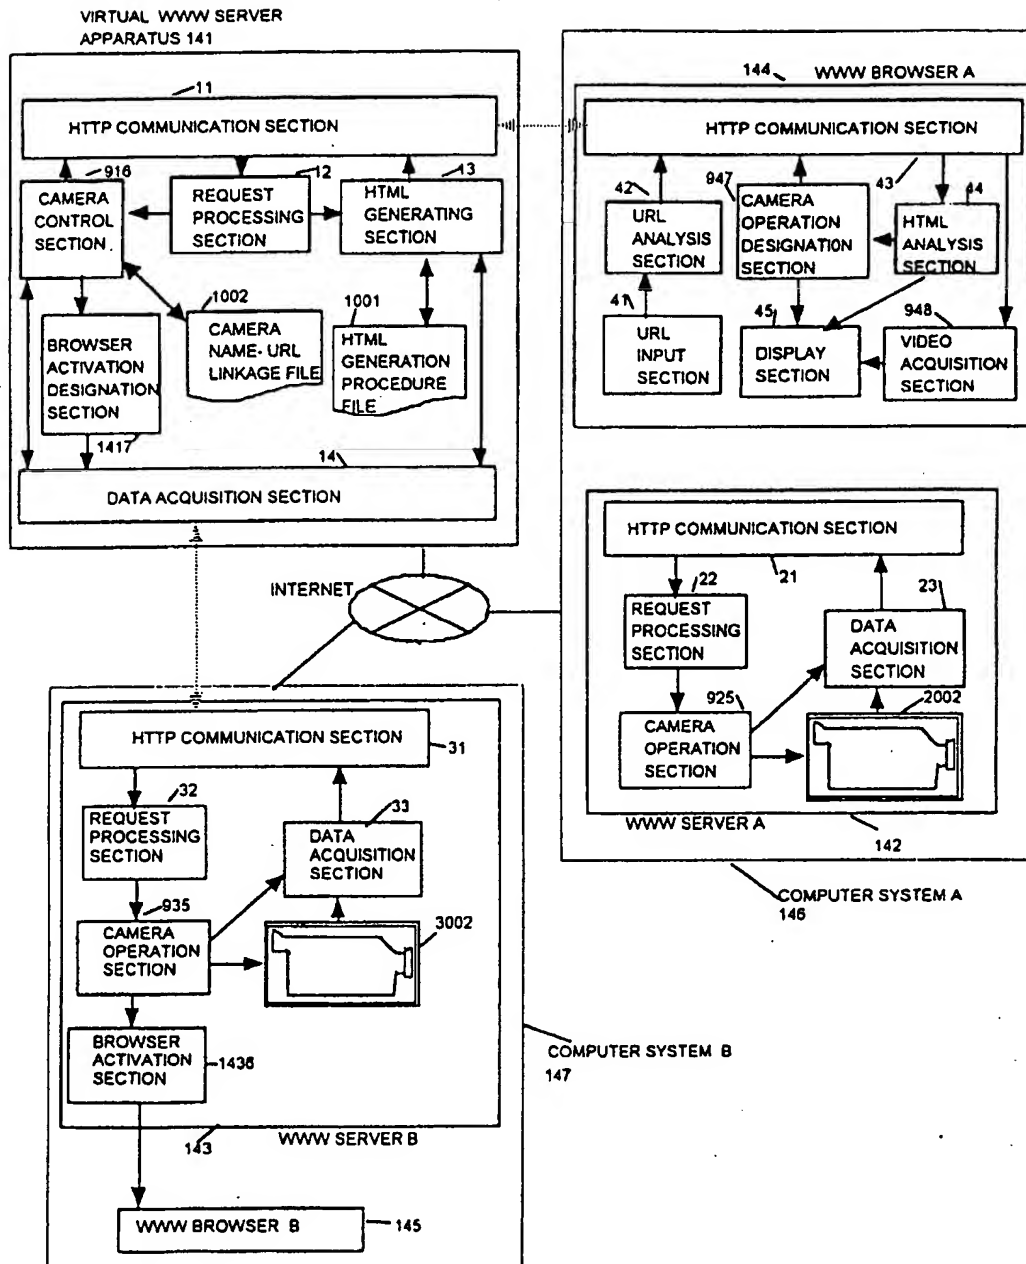 VIRTUAL WWW SERVER
APPARATUS 141
11
HTTP COMMUNICATION SECTION
916
CAMERA
CONTROL
SECTION
12
REQUEST
PROCESSING
SECTION
13
HTML
GENERATING
SECTION
1002
CAMERA
NAME-URL
LINKAGE FILE
1001
HTML
GENERATION
PROCEDURE
FILE
BROWSER
ACTIVATION
DESIGNATION
SECTION
1417
14
DATA ACQUISITION SECTION
144
WWW BROWSER A
HTTP COMMUNICATION SECTION
43
42
URL
ANALYSIS
SECTION
947
CAMERA
OPERATION
DESIGNATION
SECTION
44
HTML
ANALYSIS
SECTION
41
URL
INPUT
SECTION
45
DISPLAY
SECTION
948
VIDEO
ACQUISITION
SECTION
INTERNET
HTTP COMMUNICATION SECTION
21
22
REQUEST
PROCESSING
SECTION
23
DATA
ACQUISITION
SECTION
925
CAMERA
OPERATION
SECTION
2002
WWW SERVER A
142
COMPUTER SYSTEM A
146
HTTP COMMUNICATION SECTION
31
32
REQUEST
PROCESSING
SECTION
33
DATA
ACQUISITION
SECTION
935
CAMERA
OPERATION
SECTION
3002
BROWSER
ACTIVATION
SECTION
1436
COMPUTER SYSTEM B
147
143
WWW SERVER B
WWW BROWSER B
145